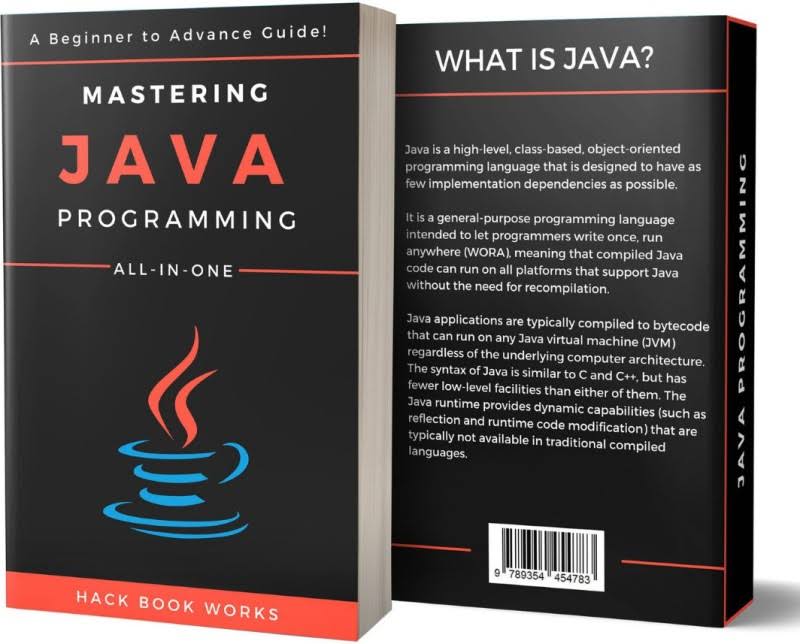 A Beginner to Advance Guide!
MASTERING
JAVA
PROGRAMMING
ALL-IN-ONE
HACK BOOK WORKS
WHAT IS JAVA?
Java is a high-level, class-based, object-oriented
programming language that is designed to have as
few implementation dependencies as possible.
It is a general-purpose programming language
intended to let programmers write once, run
anywhere (WORA), meaning that compiled Java
code can run on all platforms that support Java
without the need for recompilation.
Java applications are typically compiled to bytecode
that can run on any Java virtual machine (JVM)
regardless of the underlying computer architecture.
The syntax of Java is similar to C and C++, but has
fewer low-level facilities than either of them. The
Java runtime provides dynamic capabilities (such as
reflection and runtime code modification) that are
typically not available in traditional compiled
languages.
9 789354 454783
JAVA PROGRAMMING